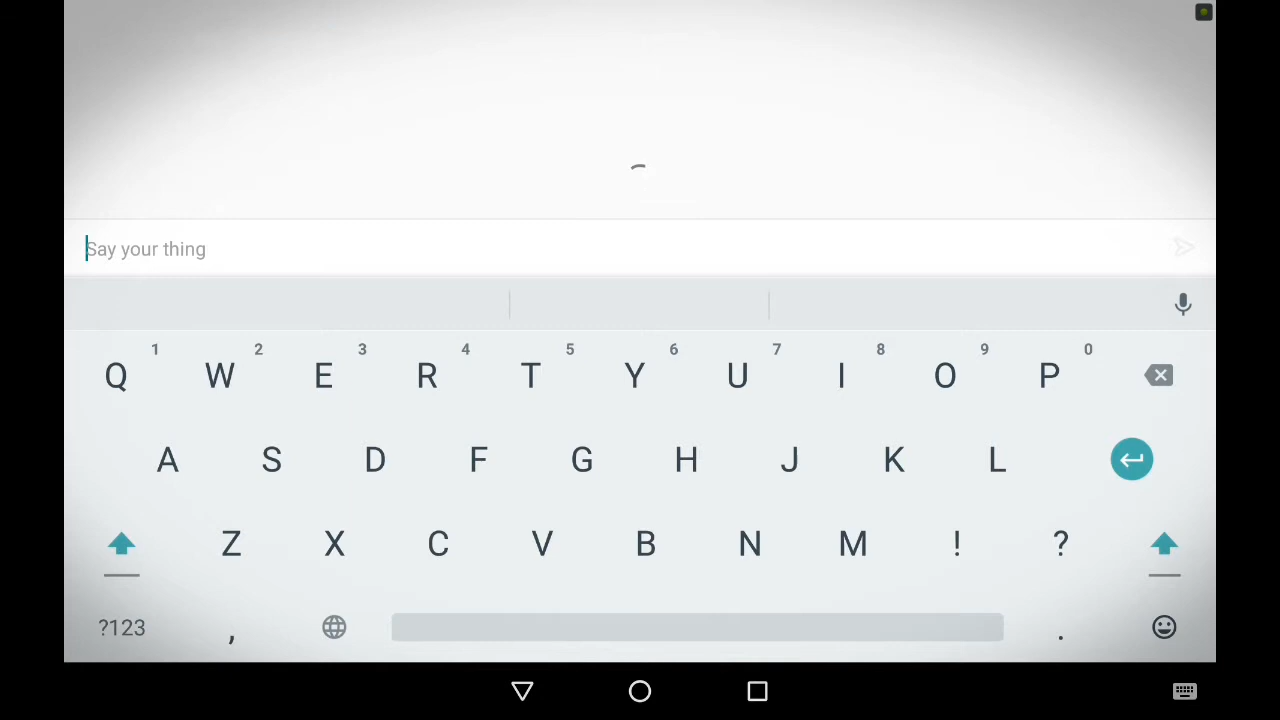 Say your thing
1 2 3 4 5 6 7 8 9 0
Q W E R T Y U I O P
A S D F G H J K L
Z X C V B N M ! ?
?123 , .